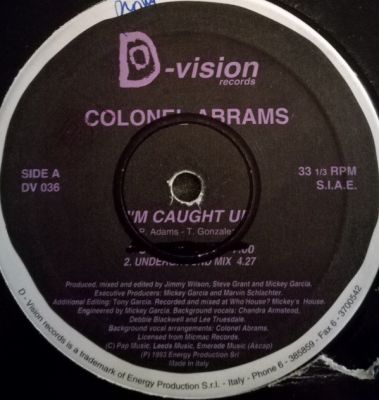 D-vision
records
COLONEL ABRAMS
SIDE A
DV 036
33 1/3 RPM
S.I.A.E.
I'M CAUGHT UP
P. Adams - T. Gonzalez
2. UNDERGROUND MIX 4.27
Produced, mixed and edited by Jimmy Wilson, Steve Grant and Mickey Garcia.
Executive Producers: Mickey Garcia and Marvin Schlachter.
Additional Editing: Tony Garcia. Recorded and mixed at Who House? Mickey's House.
Engineered by Mickey Garcia. Background vocals: Chandra Armstead,
Debbie Blackwell and Lee Truesdale.
Background vocal arrangements: Colonel Abrams.
Licensed from Micmac Records.
(C) Pap Music, Leeds Music, Emerade Music (Ascap)
(P) 1993 Energy Production Srl
Made In Italy
D - Vision records is a trademark of Energy Production S.r.l. - Italy - Phone 6 - 385859 - Fax 6 - 3700542